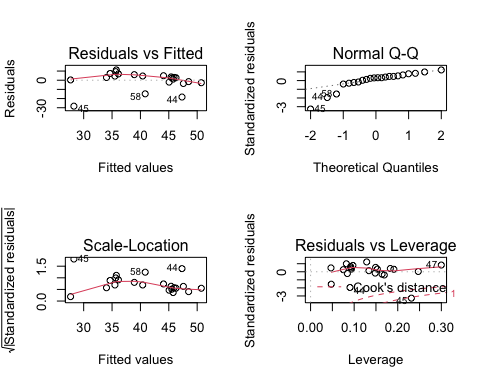 Residuals vs Fitted
Residuals
0
-30
45
58
44
30 35 40 45 50
Fitted values
Normal Q-Q
Standardized residuals
0
-3
45
44
58
-2 -1 0 1 2
Theoretical Quantiles
Scale-Location
√|Standardized residuals|
1.5
0.0
45
58
44
30 35 40 45 50
Fitted values
Residuals vs Leverage
Standardized residuals
0
-3
47
44
45
Cook's distance
1
0.00 0.10 0.20 0.30
Leverage